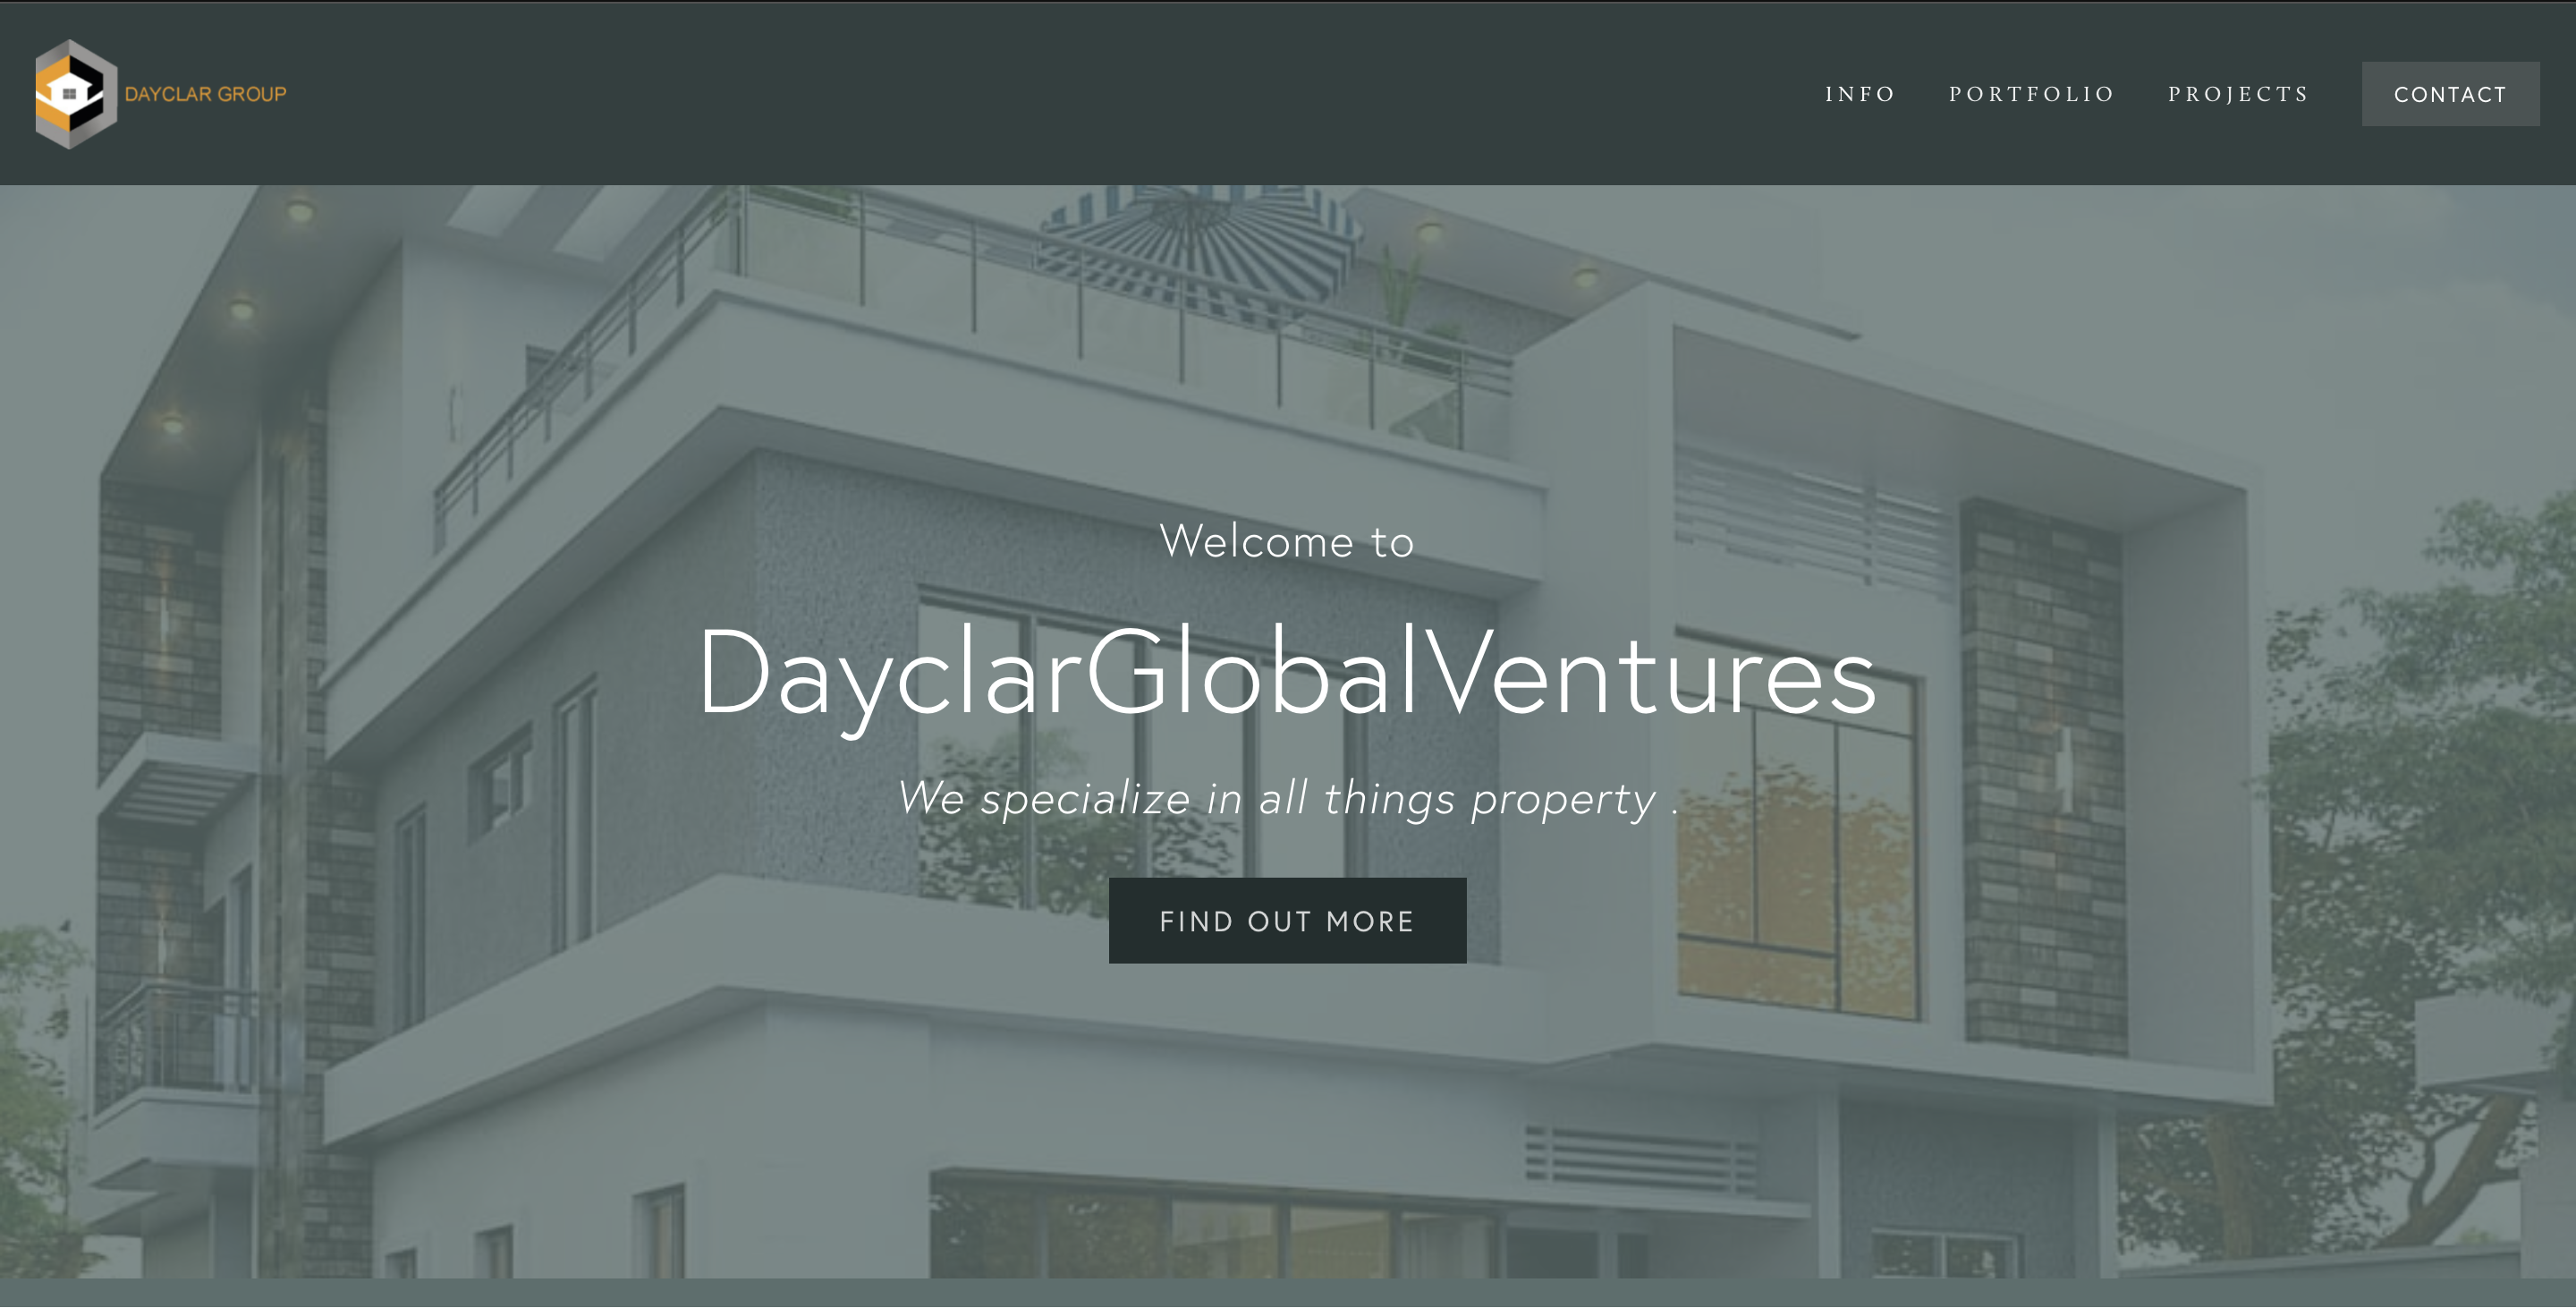 DAYCLAR GROUP
INFO PORTFOLIO PROJECTS CONTACT
Welcome to
DayclarGlobalVentures
We specialize in all things property .
FIND OUT MORE